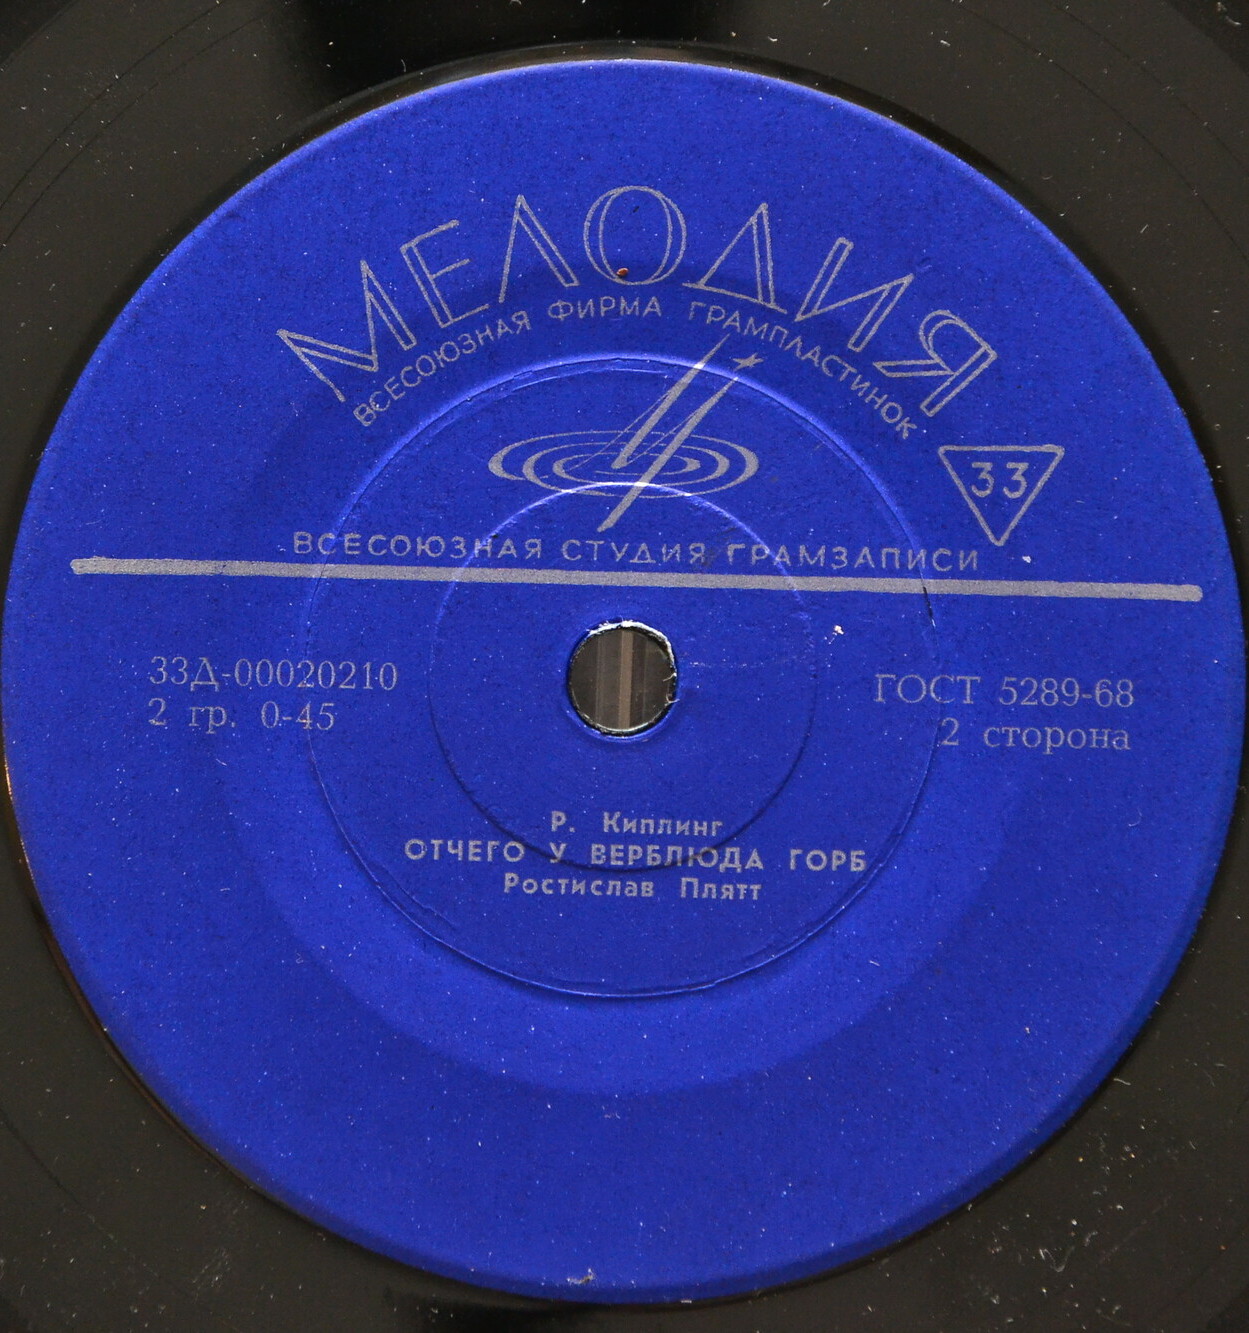 МЕЛОДИЯ
ВСЕСОЮЗНАЯ ФИРМА ГРАМПЛАСТИНОК
33
ВСЕСОЮЗНАЯ СТУДИЯ ГРАМЗАПИСИ
33Д-00020210
2 гр. 0-45
ГОСТ 5289-68
2 сторона
Р. Киплинг
ОТЧЕГО У ВЕРБЛЮДА ГОРБ
Ростислав Плятт